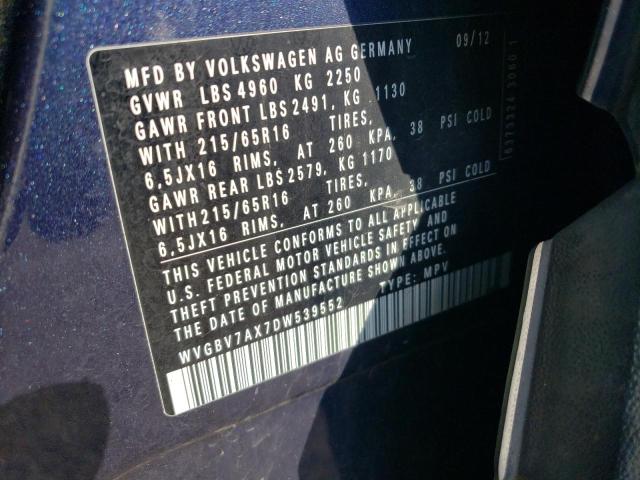 MFD BY VOLKSWAGEN AG GERMANY 09/12
GVWR LBS 4960 KG 2250
GAWR FRONT LBS 2491, KG 1130
WITH 215/65R16 TIRES,
6,5JX16 RIMS, AT 260 KPA, 38 PSI COLD
GAWR REAR LBS 2579, KG 1170
WITH 215/65R16 TIRES,
6,5JX16 RIMS, AT 260 KPA, 38 PSI COLD
THIS VEHICLE CONFORMS TO ALL APPLICABLE
U.S. FEDERAL MOTOR VEHICLE SAFETY AND
THEFT PREVENTION STANDARDS IN EFFECT ON
THE DATE OF MANUFACTURE SHOWN ABOVE.
WVGBV7AX7DW539552 TYPE: MPV